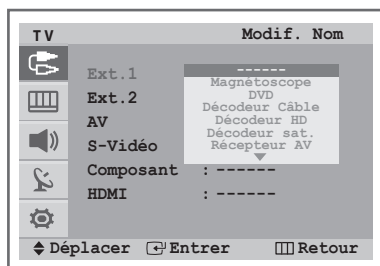 TV Modif. Nom
Ext.1 ------
Magnétoscope
Ext.2 DVD
Décodeur Câble
AV Décodeur HD
Décodeur sat.
S-Vidéo Récepteur AV
Composant : ------
HDMI : ------
Déplacer Entrer Retour